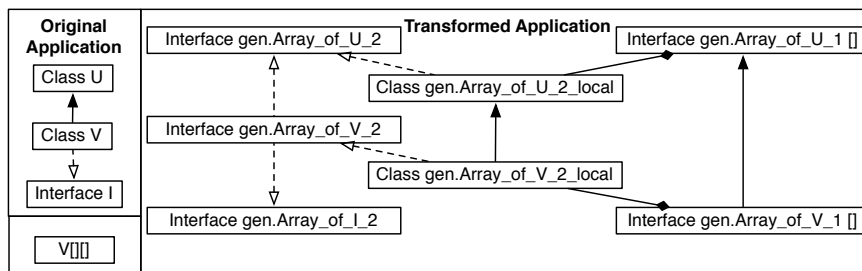 Original
Application
Class U
Class V
Interface I
V[][]
Transformed Application
Interface gen.Array_of_U_2
Interface gen.Array_of_U_1 []
Class gen.Array_of_U_2_local
Interface gen.Array_of_V_2
Class gen.Array_of_V_2_local
Interface gen.Array_of_I_2
Interface gen.Array_of_V_1 []